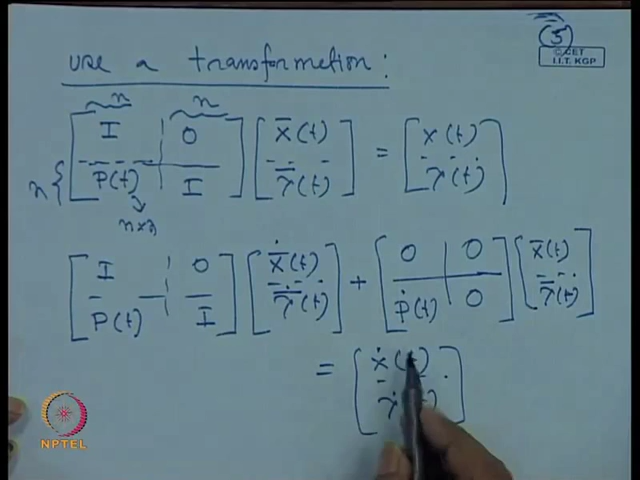 (5)
© CET
I.I.T. KGP
use a transformation:
n n
n { [ I 0 ; P(t) I ] [ x̄(t) ; λ̄(t) ] = [ x(t) ; λ(t) ]
n×n
[ I 0 ; P(t) I ] [ ẋ̄(t) ; λ̄̇(t) ] + [ 0 0 ; Ṗ(t) 0 ] [ x̄(t) ; λ̄(t) ]
= [ ẋ(t) ; λ̇(t) ]
NPTEL